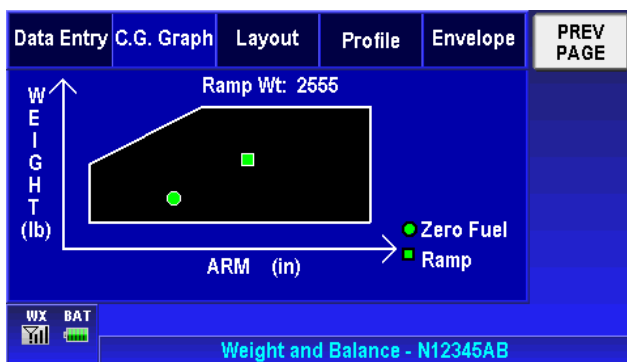 Data Entry C.G. Graph Layout Profile Envelope PREV PAGE
Ramp Wt: 2555
WEIGHT
(lb)
Zero Fuel
Ramp
ARM (in)
WX BAT
Weight and Balance - N12345AB